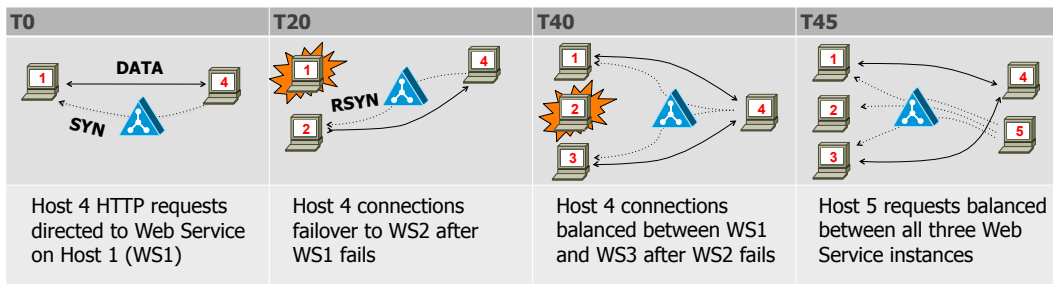 T0
T20
T40
T45
1
DATA
4
SYN
1
4
RSYN
2
1
2
4
3
1
4
2
5
3
Host 4 HTTP requests
directed to Web Service
on Host 1 (WS1)
Host 4 connections
failover to WS2 after
WS1 fails
Host 4 connections
balanced between WS1
and WS3 after WS2 fails
Host 5 requests balanced
between all three Web
Service instances